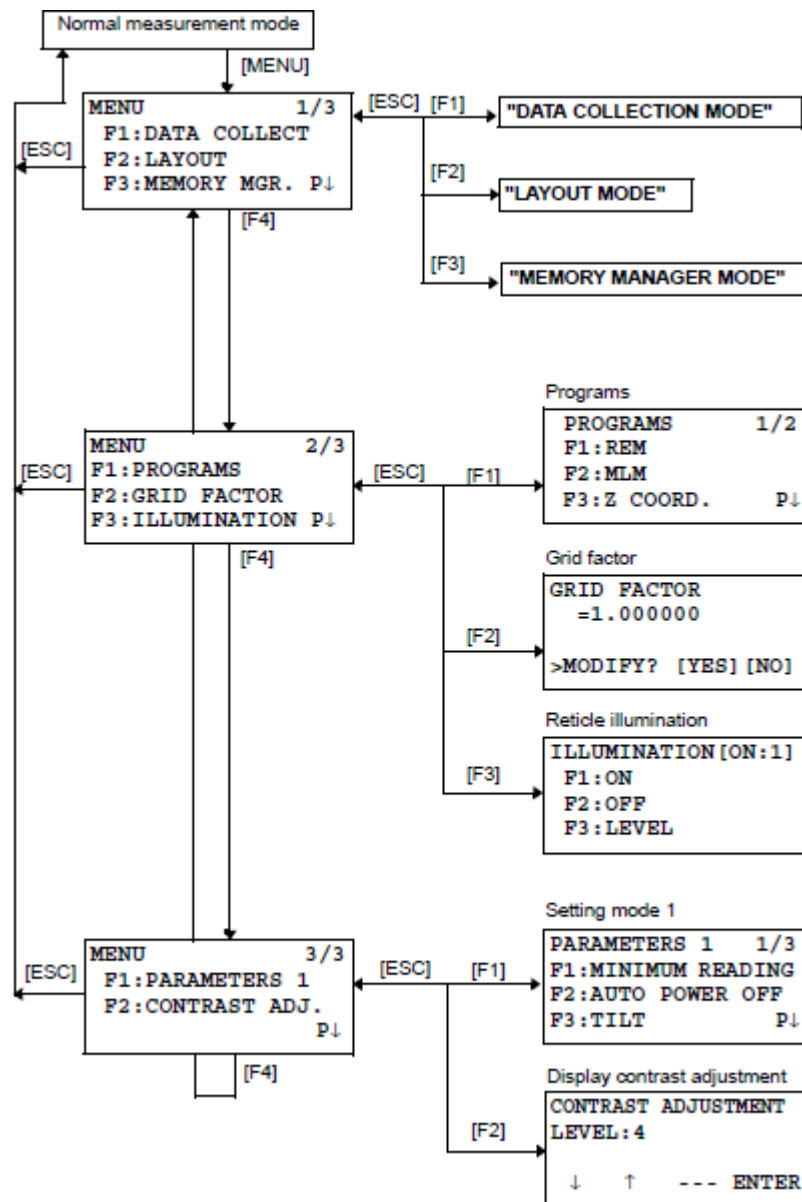 Normal measurement mode
[MENU]
MENU 1/3
F1:DATA COLLECT
F2:LAYOUT
F3:MEMORY MGR. P↓
[ESC]
[ESC] [F1]
"DATA COLLECTION MODE"
[F2]
"LAYOUT MODE"
[F3]
"MEMORY MANAGER MODE"
[F4]
MENU 2/3
F1:PROGRAMS
F2:GRID FACTOR
F3:ILLUMINATION P↓
[ESC]
[ESC] [F1]
Programs
PROGRAMS 1/2
F1:REM
F2:MLM
F3:Z COORD. P↓
[F2]
Grid factor
GRID FACTOR
=1.000000
>MODIFY? [YES] [NO]
[F3]
Reticle illumination
ILLUMINATION[ON:1]
F1:ON
F2:OFF
F3:LEVEL
[F4]
MENU 3/3
F1:PARAMETERS 1
F2:CONTRAST ADJ.
P↓
[ESC]
[ESC] [F1]
Setting mode 1
PARAMETERS 1 1/3
F1:MINIMUM READING
F2:AUTO POWER OFF
F3:TILT P↓
[F4]
[F2]
Display contrast adjustment
CONTRAST ADJUSTMENT
LEVEL:4
↓ ↑ --- ENTER